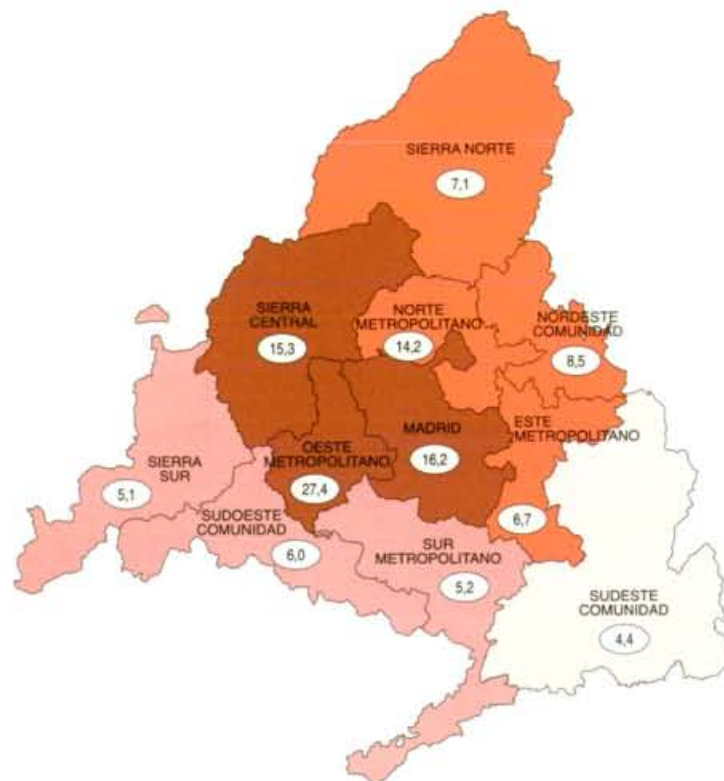 SIERRA NORTE
7,1
SIERRA
CENTRAL
15,3
NORTE
METROPOLITANO
14,2
NORDESTE
COMUNIDAD
8,5
MADRID
16,2
ESTE
METROPOLITANO
6,7
OESTE
METROPOLITANO
27,4
SIERRA
SUR
5,1
SUDOESTE
COMUNIDAD
6,0
SUR
METROPOLITANO
5,2
SUDESTE
COMUNIDAD
4,4